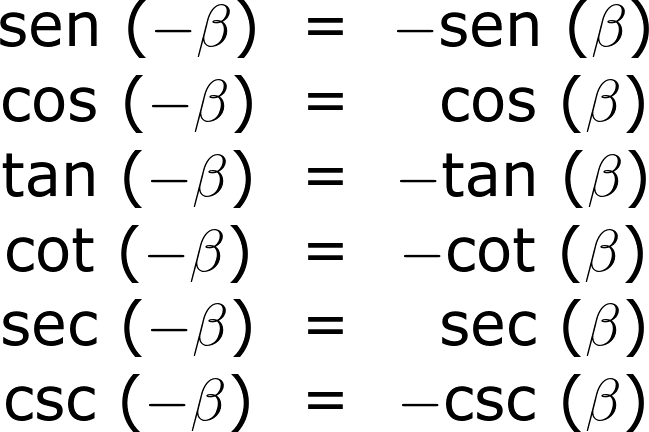 sen (−β) = −sen (β)
cos (−β) = cos (β)
tan (−β) = −tan (β)
cot (−β) = −cot (β)
sec (−β) = sec (β)
csc (−β) = −csc (β)